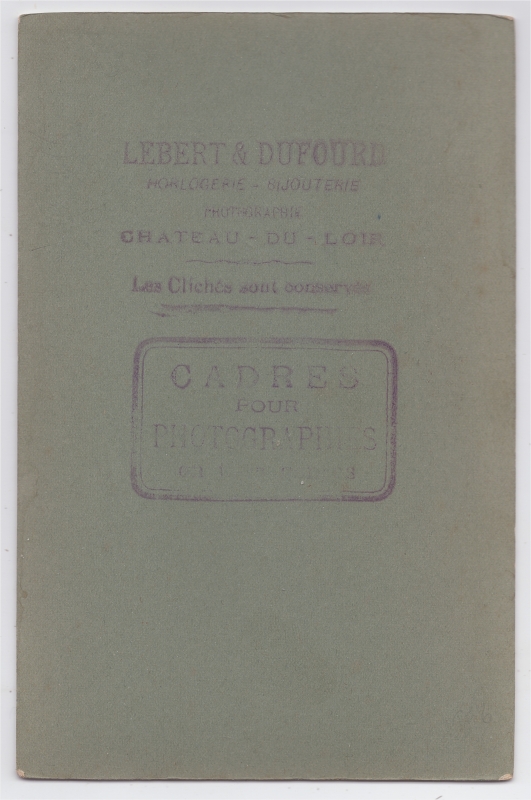 LEBERT & DUFOURD
HORLOGERIE - BIJOUTERIE
PHOTOGRAPHIE
CHATEAU - DU - LOIR
Les Clichés sont conservés
CADRES
POUR
PHOTOGRAPHIES